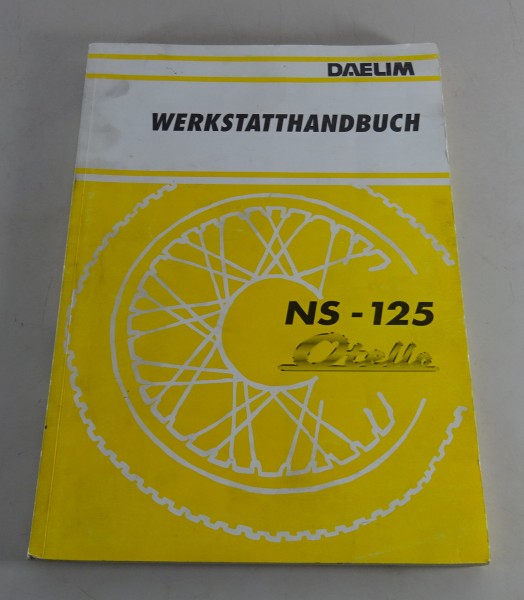 DAELIM
WERKSTATTHANDBUCH
NS - 125
Otello